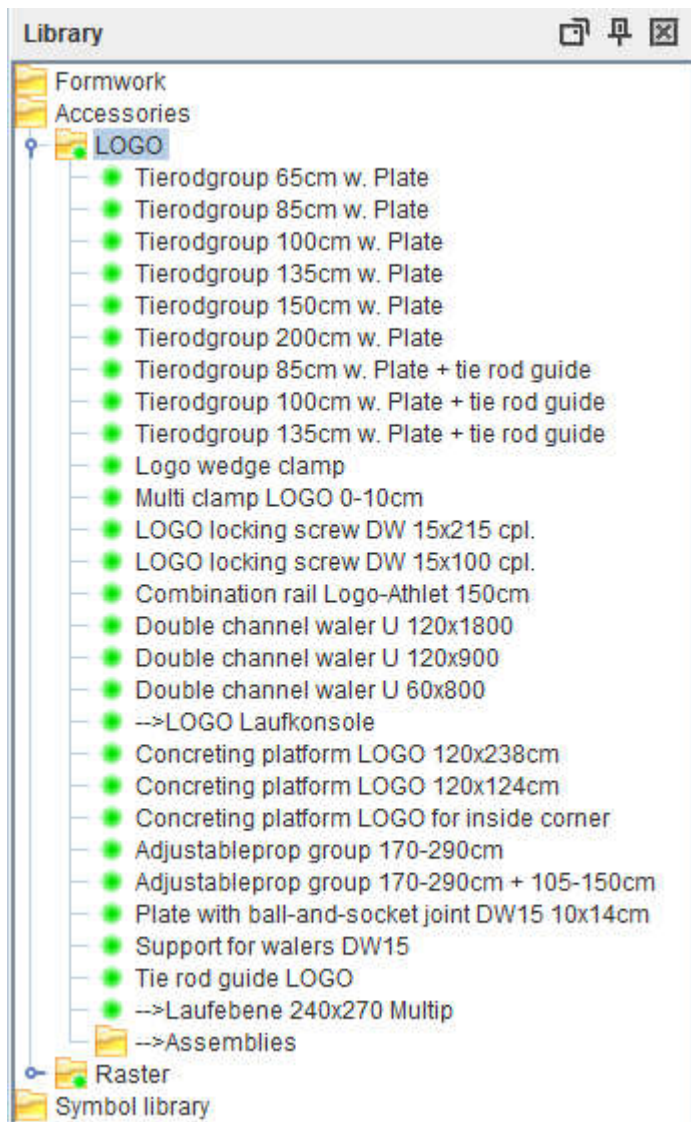 Library
Formwork
Accessories
LOGO
Tierodgroup 65cm w. Plate
Tierodgroup 85cm w. Plate
Tierodgroup 100cm w. Plate
Tierodgroup 135cm w. Plate
Tierodgroup 150cm w. Plate
Tierodgroup 200cm w. Plate
Tierodgroup 85cm w. Plate + tie rod guide
Tierodgroup 100cm w. Plate + tie rod guide
Tierodgroup 135cm w. Plate + tie rod guide
Logo wedge clamp
Multi clamp LOGO 0-10cm
LOGO locking screw DW 15x215 cpl.
LOGO locking screw DW 15x100 cpl.
Combination rail Logo-Athlet 150cm
Double channel waler U 120x1800
Double channel waler U 120x900
Double channel waler U 60x800
-->LOGO Laufkonsole
Concreting platform LOGO 120x238cm
Concreting platform LOGO 120x124cm
Concreting platform LOGO for inside corner
Adjustableprop group 170-290cm
Adjustableprop group 170-290cm + 105-150cm
Plate with ball-and-socket joint DW15 10x14cm
Support for walers DW15
Tie rod guide LOGO
-->Laufebene 240x270 Multip
-->Assemblies
Raster
Symbol library